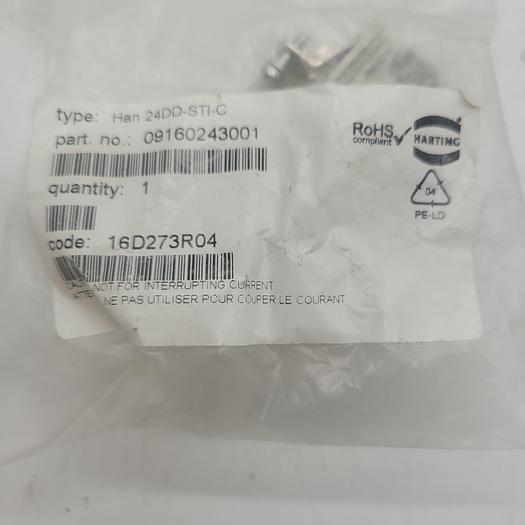 type: Han 24DD-STI-C
part. no.: 09160243001
RoHS
compliant
HARTING
quantity: 1
04
PE-LD
code: 16D273R04
NOT FOR INTERRUPTING CURRENT
NE PAS UTILISER POUR COUPER LE COURANT